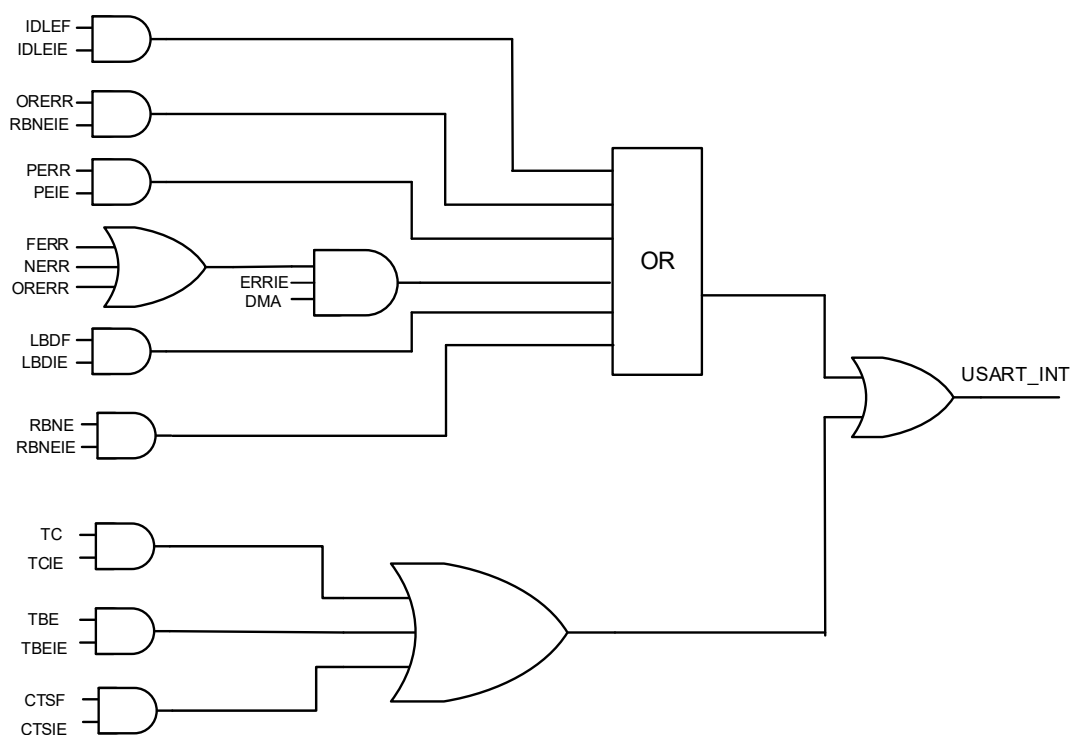 IDLEF
IDLEIE
ORERR
RBNEIE
PERR
PEIE
FERR
NERR
ORERR
ERRIE
DMA
LBDF
LBDIE
RBNE
RBNEIE
OR
USART_INT
TC
TCIE
TBE
TBEIE
CTSF
CTSIE